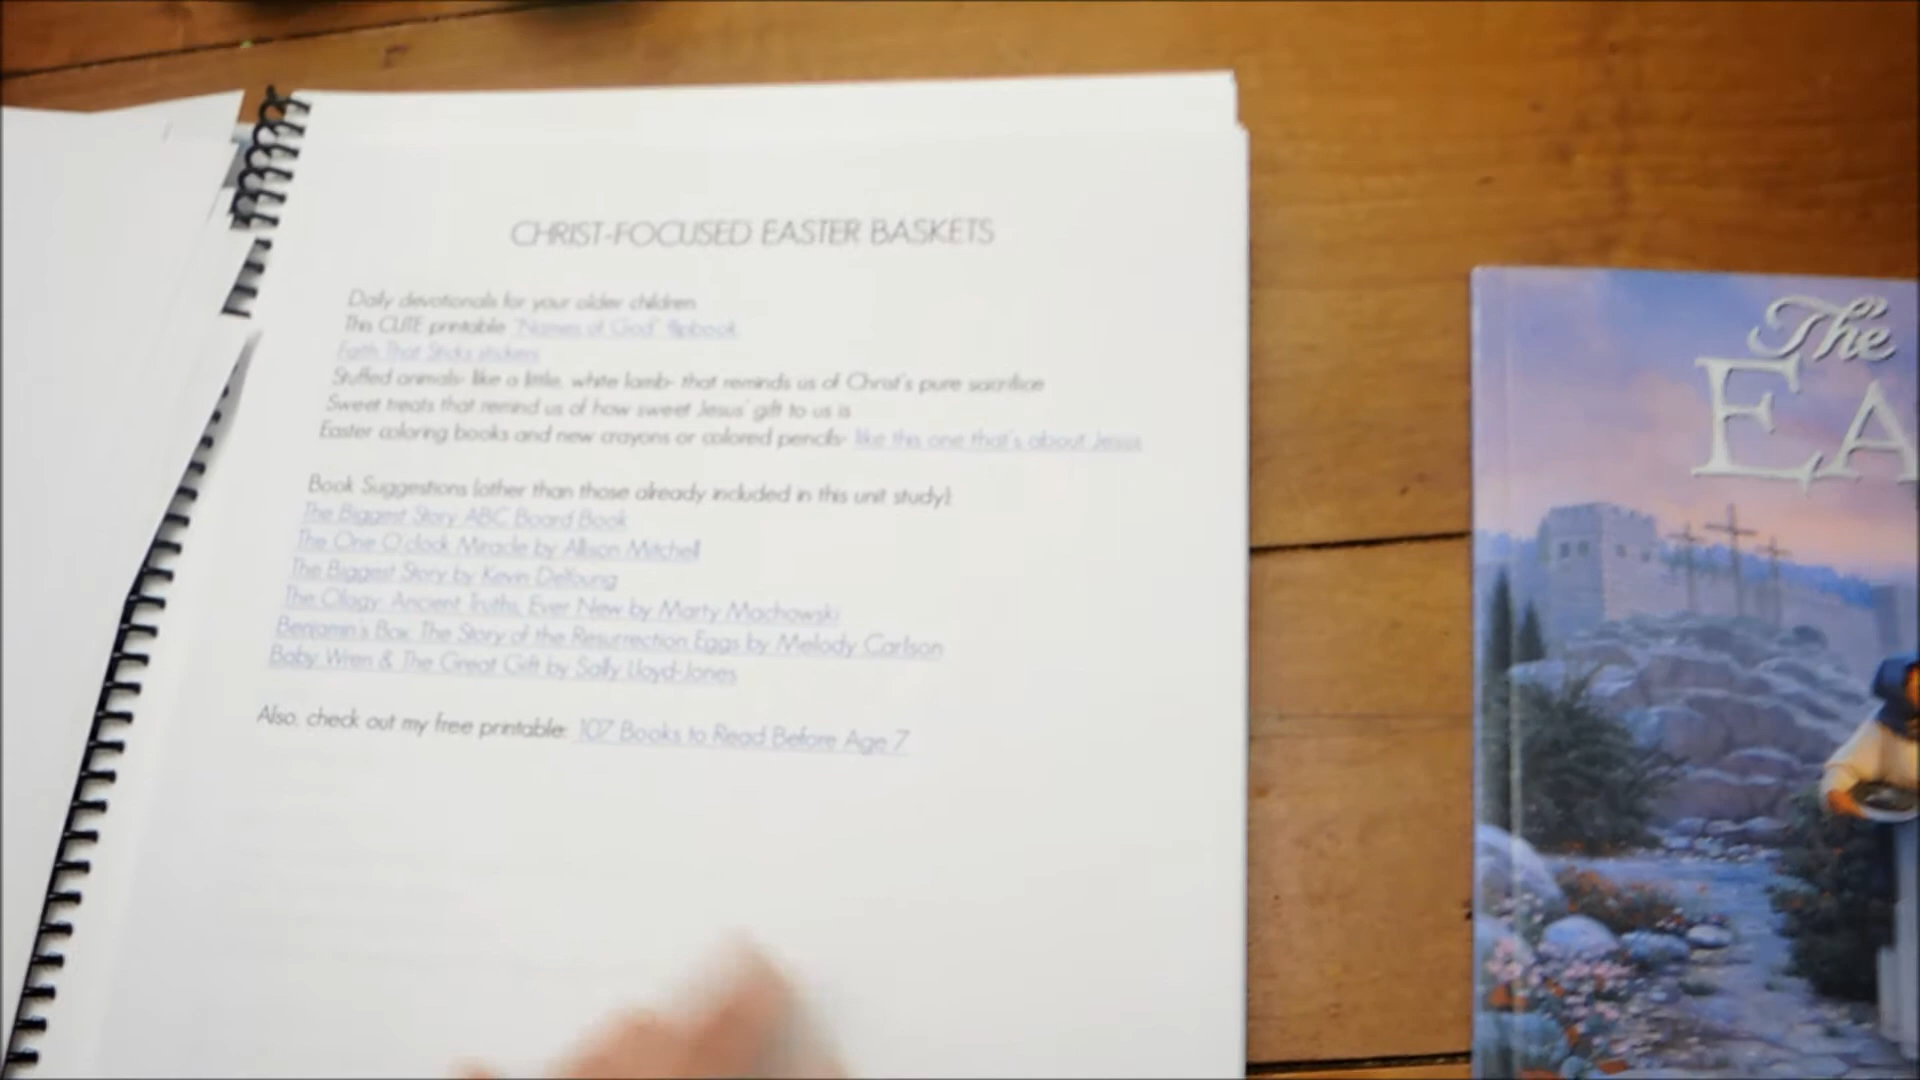 CHRIST-FOCUSED EASTER BASKETS
Daily devotionals for your older children
This CUTE printable "Names of God" flipbook
Faith That Sticks stickers
Stuffed animals- like a little, white lamb- that reminds us of Christ's pure sacrifice
Sweet treats that remind us of how sweet Jesus' gift to us is
Easter coloring books and new crayons or colored pencils- like this one that's about Jesus
Book Suggestions (other than those already included in this unit study):
The Biggest Story ABC Board Book
The One O'clock Miracle by Allison Mitchell
The Biggest Story by Kevin DeYoung
The Ology: Ancient Truths, Ever New by Marty Machowski
Benjamin's Box: The Story of the Resurrection Eggs by Melody Carlson
Baby Wren & The Great Gift by Sally Lloyd-Jones
Also, check out my free printable: 107 Books to Read Before Age 7
The
EA